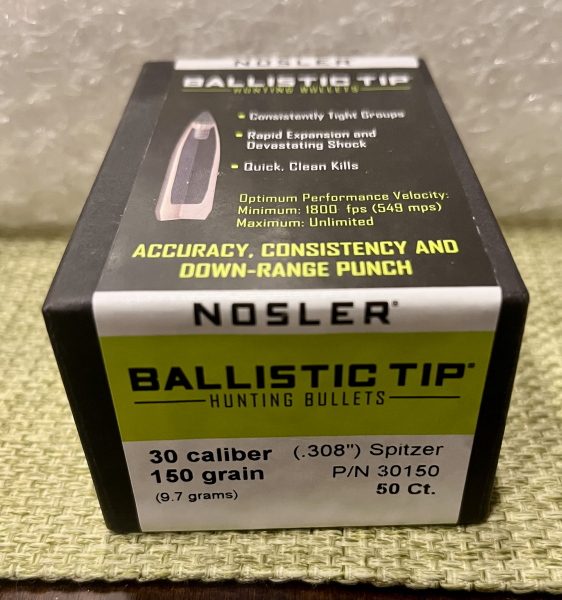 NOSLER
BALLISTIC TIP
HUNTING BULLETS
Consistently Tight Groups
Rapid Expansion and
Devastating Shock
Quick, Clean Kills
Optimum Performance Velocity:
Minimum: 1800 fps (549 mps)
Maximum: Unlimited
ACCURACY, CONSISTENCY AND
DOWN-RANGE PUNCH
NOSLER®
BALLISTIC TIP®
HUNTING BULLETS
30 caliber (.308") Spitzer
150 grain P/N 30150
(9.7 grams) 50 Ct.